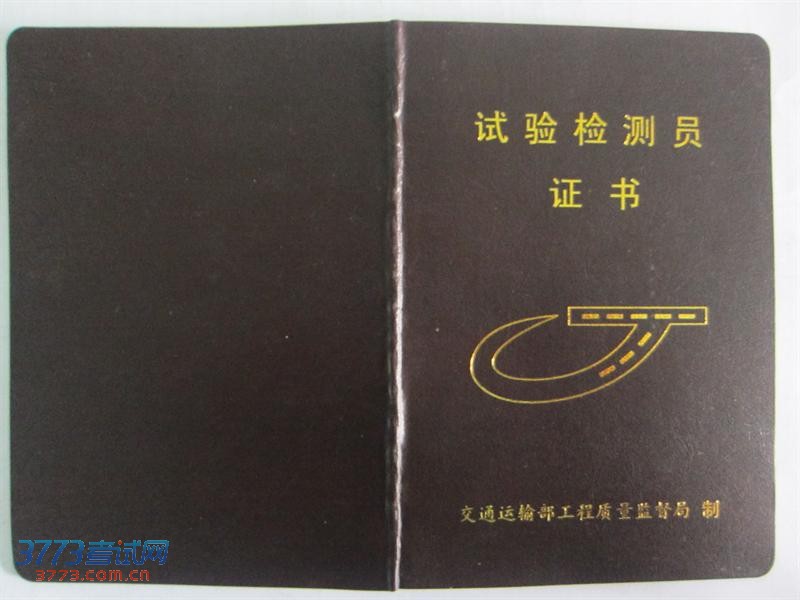 试验检测员
证书
交通运输部工程质量监督局 制
3773考试网
3773.com.cn